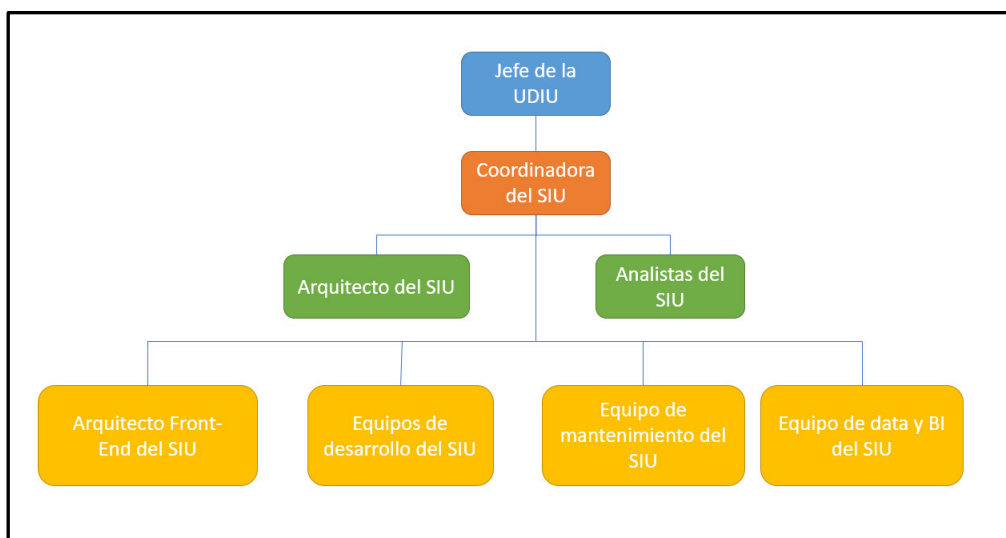 Jefe de la
UDIU
Coordinadora
del SIU
Arquitecto del SIU
Analistas del
SIU
Arquitecto Front-
End del SIU
Equipos de
desarrollo del SIU
Equipo de
mantenimiento del
SIU
Equipo de data y BI
del SIU